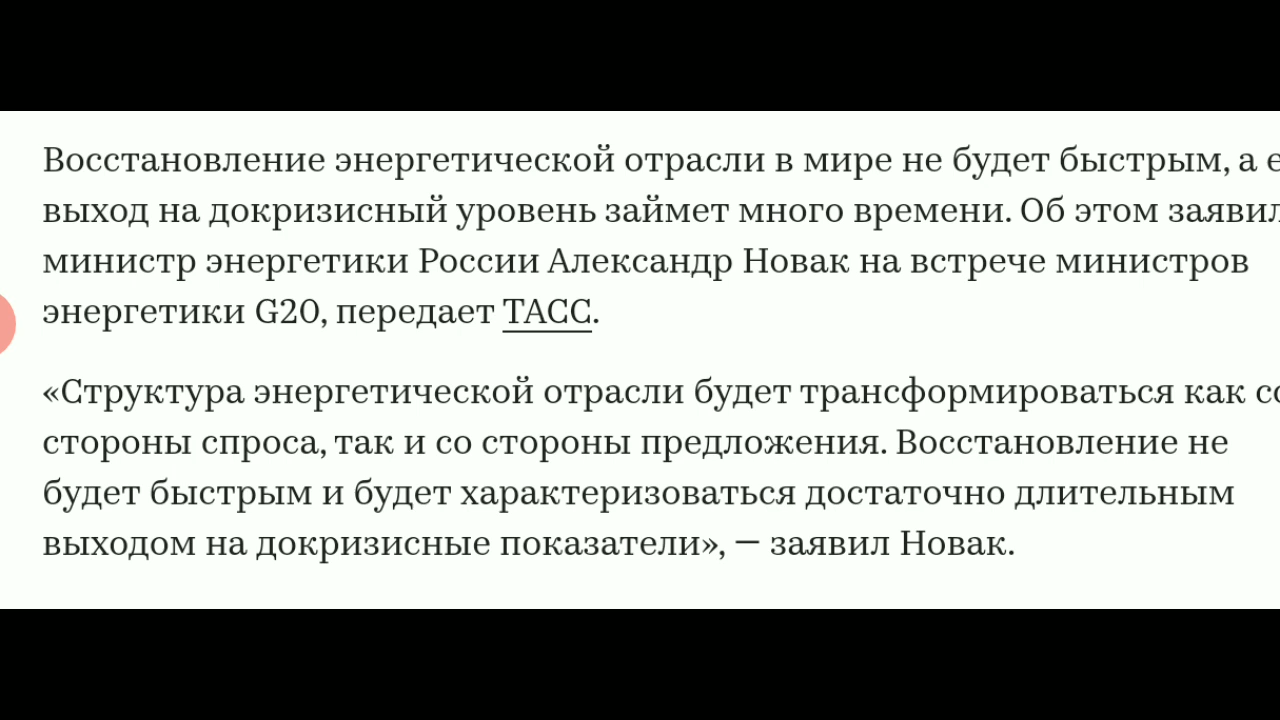 Восстановление энергетической отрасли в мире не будет быстрым, а
выход на докризисный уровень займет много времени. Об этом заявил
министр энергетики России Александр Новак на встрече министров
энергетики G20, передает ТАСС.
«Структура энергетической отрасли будет трансформироваться как со
стороны спроса, так и со стороны предложения. Восстановление не
будет быстрым и будет характеризоваться достаточно длительным
выходом на докризисные показатели», — заявил Новак.